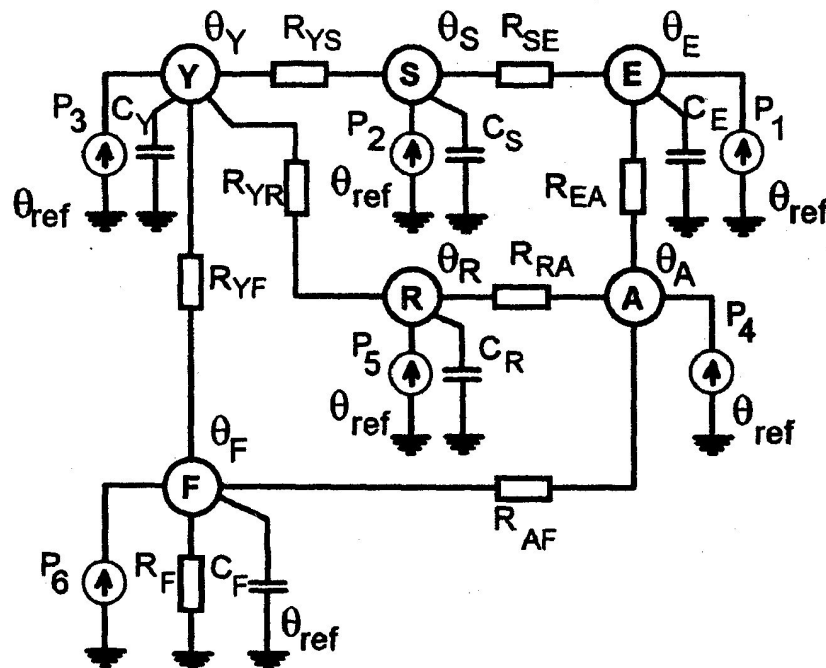 θY RYS θS RSE θE
Y S E
P3 CY P2 CS CE P1
θref RYR θref REA θref
RYF θR RRA θA
R A P4
P5 CR
θref θref
θF
F
RAF
P6 RF CF
θref